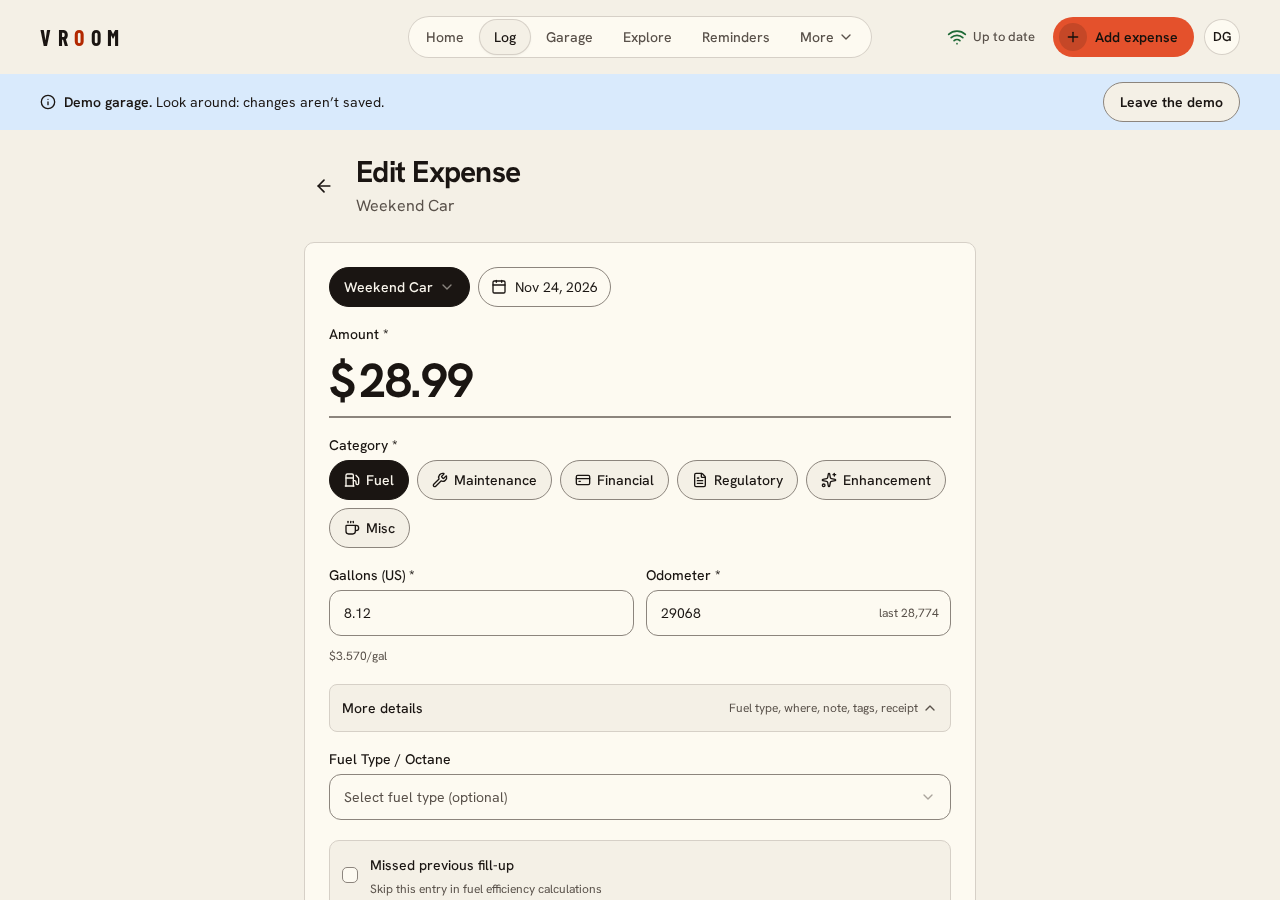 VROOM
Home
Log
Garage
Explore
Reminders
More
Up to date
Add expense
DG
Demo garage. Look around: changes aren’t saved.
Leave the demo
Edit Expense
Weekend Car
Weekend Car
Nov 24, 2026
Amount *
$28.99
Category *
Fuel
Maintenance
Financial
Regulatory
Enhancement
Misc
Gallons (US) *
Odometer *
8.12
29068
last 28,774
$3.570/gal
More details
Fuel type, where, note, tags, receipt
Fuel Type / Octane
Select fuel type (optional)
Missed previous fill-up
Skip this entry in fuel efficiency calculations